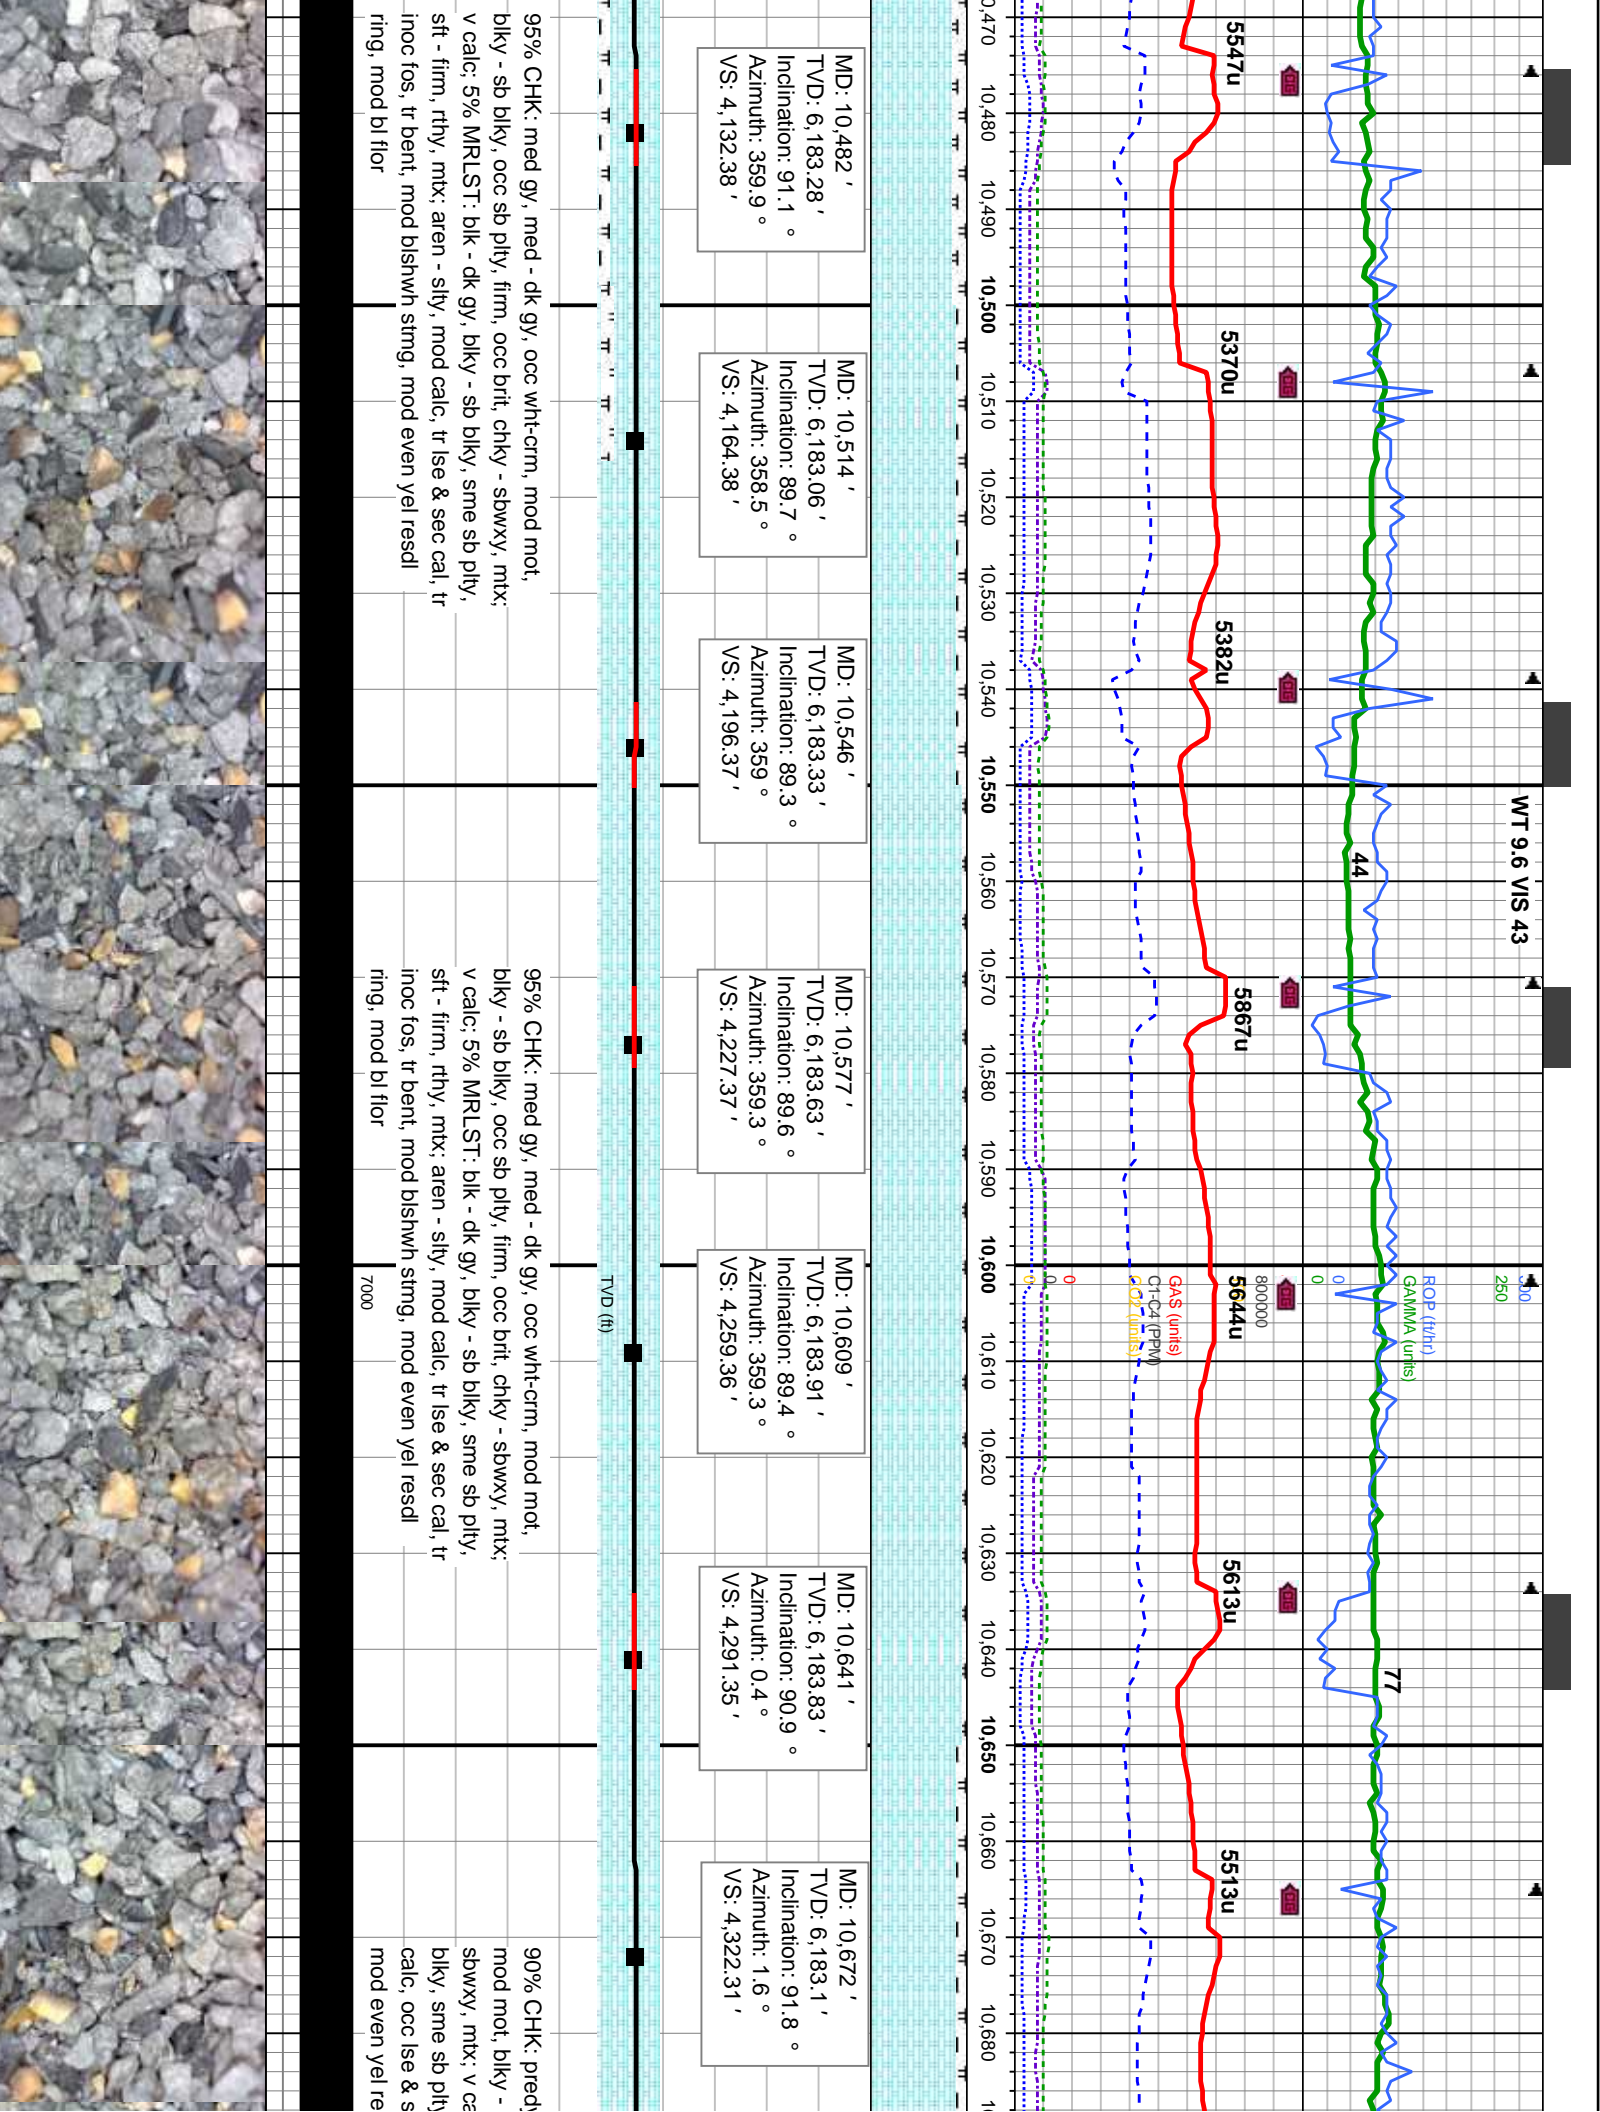 WT 9.6 VIS 43
44
77
300
250
ROP (ft/hr)
GAMMA (units)
0
0
5547u
5370u
5382u
5867u
5644u
5613u
5513u
800000
GAS (units)
C1-C4 (PPM)
CO2 (units)
0
0
0
10,480
10,490
10,500
10,510
10,520
10,530
10,540
10,550
10,560
10,570
10,580
10,590
10,600
10,610
10,620
10,630
10,640
10,650
10,660
10,670
10,680
MD: 10,482 '
TVD: 6,183.28 '
Inclination: 91.1 °
Azimuth: 359.9 °
VS: 4,132.38 '
MD: 10,514 '
TVD: 6,183.06 '
Inclination: 89.7 °
Azimuth: 358.5 °
VS: 4,164.38 '
MD: 10,546 '
TVD: 6,183.33 '
Inclination: 89.3 °
Azimuth: 359 °
VS: 4,196.37 '
MD: 10,577 '
TVD: 6,183.63 '
Inclination: 89.6 °
Azimuth: 359.3 °
VS: 4,227.37 '
MD: 10,609 '
TVD: 6,183.91 '
Inclination: 89.4 °
Azimuth: 359.3 °
VS: 4,259.36 '
MD: 10,641 '
TVD: 6,183.83 '
Inclination: 90.9 °
Azimuth: 0.4 °
VS: 4,291.35 '
MD: 10,672 '
TVD: 6,183.1 '
Inclination: 91.8 °
Azimuth: 1.6 °
VS: 4,322.31 '
TVD (ft)
7000
95% CHK: med gy, med - dk gy, occ wht-crm, mod mot,
blky - sb blky, occ sb plty, firm, occ brit, chky - sbwxy, mtx;
v calc; 5% MRLST: blk - dk gy, blky - sb blky, sme sb plty,
sft - firm, rthy, mtx; aren - slty, mod calc, tr lse & sec cal, tr
inoc fos, tr bent, mod blshwh stmg, mod even yel resdl
ring, mod bl flor
95% CHK: med gy, med - dk gy, occ wht-crm, mod mot,
blky - sb blky, occ sb plty, firm, occ brit, chky - sbwxy, mtx;
v calc; 5% MRLST: blk - dk gy, blky - sb blky, sme sb plty,
sft - firm, rthy, mtx; aren - slty, mod calc, tr lse & sec cal, tr
inoc fos, tr bent, mod blshwh stmg, mod even yel resdl
ring, mod bl flor
90% CHK: predy
mod mot, blky -
sbwxy, mtx; v ca
blky, sme sb plty
calc, occ lse & s
mod even yel re